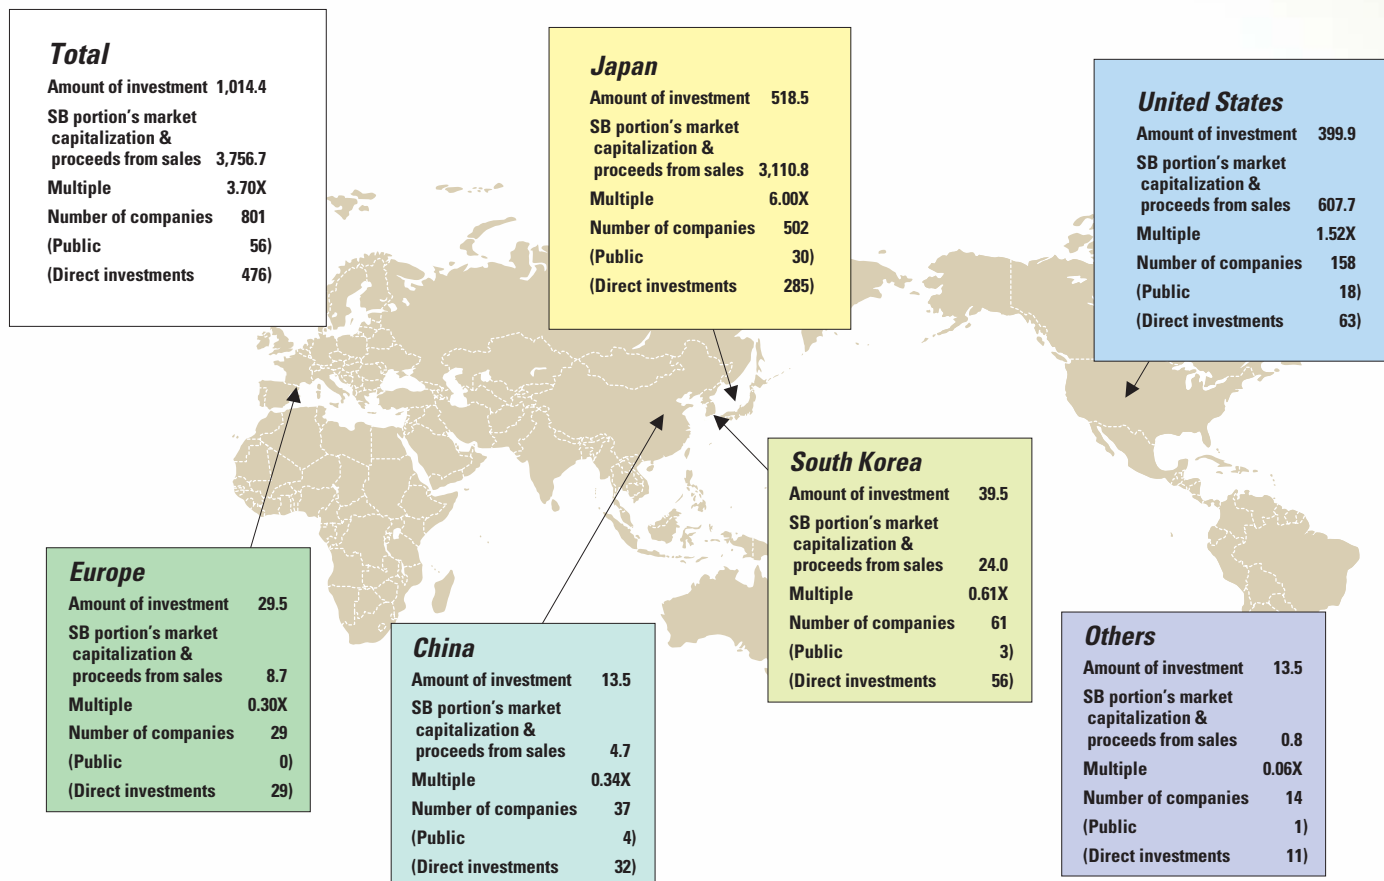 Total
Amount of investment 1,014.4
SB portion's market
capitalization &
proceeds from sales 3,756.7
Multiple 3.70X
Number of companies 801
(Public 56)
(Direct investments 476)
Japan
Amount of investment 518.5
SB portion's market
capitalization &
proceeds from sales 3,110.8
Multiple 6.00X
Number of companies 502
(Public 30)
(Direct investments 285)
United States
Amount of investment 399.9
SB portion's market
capitalization &
proceeds from sales 607.7
Multiple 1.52X
Number of companies 158
(Public 18)
(Direct investments 63)
Europe
Amount of investment 29.5
SB portion's market
capitalization &
proceeds from sales 8.7
Multiple 0.30X
Number of companies 29
(Public 0)
(Direct investments 29)
China
Amount of investment 13.5
SB portion's market
capitalization &
proceeds from sales 4.7
Multiple 0.34X
Number of companies 37
(Public 4)
(Direct investments 32)
South Korea
Amount of investment 39.5
SB portion's market
capitalization &
proceeds from sales 24.0
Multiple 0.61X
Number of companies 61
(Public 3)
(Direct investments 56)
Others
Amount of investment 13.5
SB portion's market
capitalization &
proceeds from sales 0.8
Multiple 0.06X
Number of companies 14
(Public 1)
(Direct investments 11)